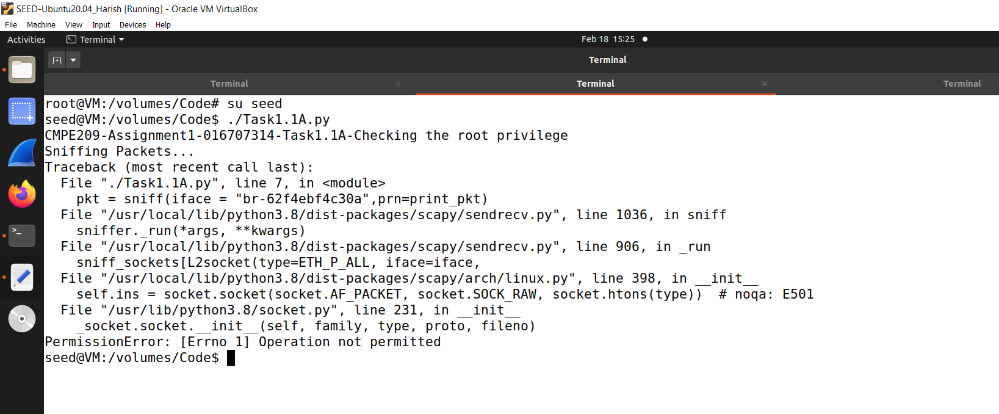 SEED-Ubuntu20.04_Harish [Running] - Oracle VM VirtualBox
File Machine View Input Devices Help
Activities Terminal Feb 18 15:25
Terminal
Terminal × Terminal × Terminal
root@VM:/volumes/Code# su seed
seed@VM:/volumes/Code$ ./Task1.1A.py
CMPE209-Assignment1-016707314-Task1.1A-Checking the root privilege
Sniffing Packets...
Traceback (most recent call last):
  File "./Task1.1A.py", line 7, in <module>
    pkt = sniff(iface = "br-62f4ebf4c30a",prn=print_pkt)
  File "/usr/local/lib/python3.8/dist-packages/scapy/sendrecv.py", line 1036, in sniff
    sniffer._run(*args, **kwargs)
  File "/usr/local/lib/python3.8/dist-packages/scapy/sendrecv.py", line 906, in _run
    sniff_sockets[L2socket(type=ETH_P_ALL, iface=iface,
  File "/usr/local/lib/python3.8/dist-packages/scapy/arch/linux.py", line 398, in __init__
    self.ins = socket.socket(socket.AF_PACKET, socket.SOCK_RAW, socket.htons(type))  # noqa: E501
  File "/usr/lib/python3.8/socket.py", line 231, in __init__
    _socket.socket.__init__(self, family, type, proto, fileno)
PermissionError: [Errno 1] Operation not permitted
seed@VM:/volumes/Code$